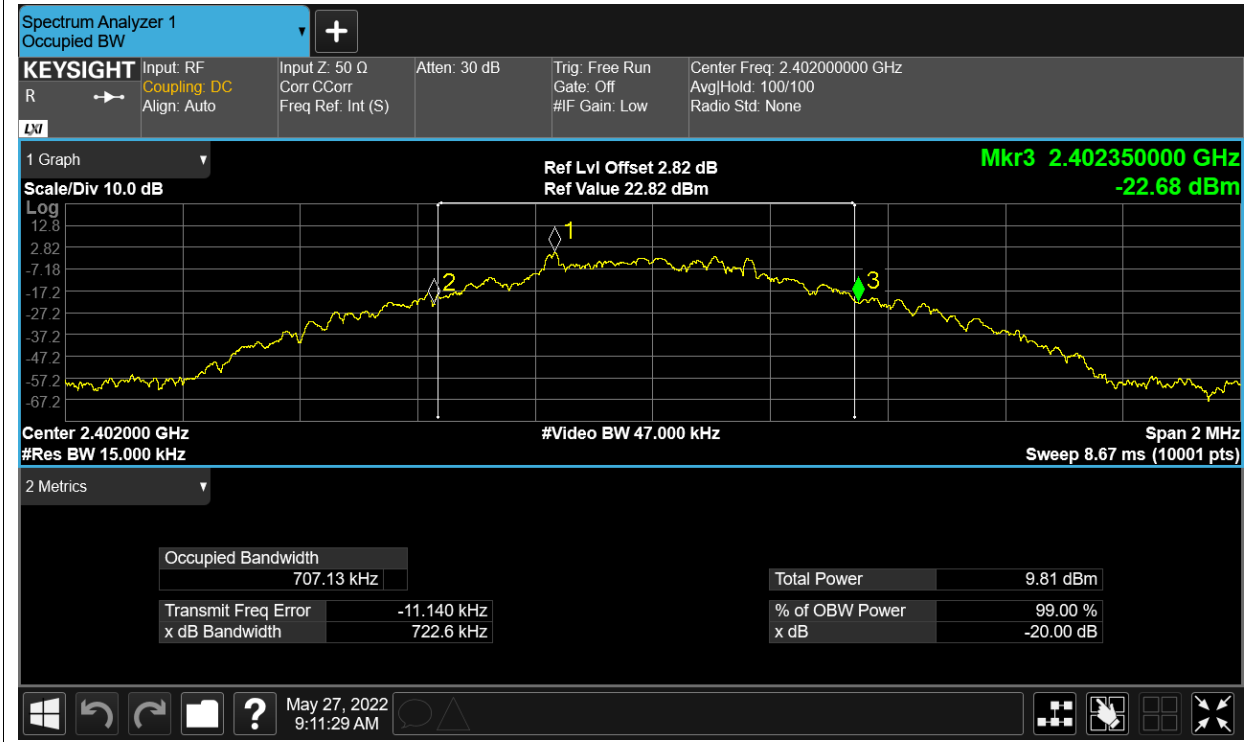 Spectrum Analyzer 1
Occupied BW
KEYSIGHT Input: RF Input Z: 50 Ω Atten: 30 dB Trig: Free Run Center Freq: 2.402000000 GHz
R Coupling: DC Corr CCorr Gate: Off Avg|Hold: 100/100
Align: Auto Freq Ref: Int (S) #IF Gain: Low Radio Std: None
LXI
1 Graph Ref Lvl Offset 2.82 dB Mkr3 2.402350000 GHz
Scale/Div 10.0 dB Ref Value 22.82 dBm -22.68 dBm
Log
12.8
1
2.82
-7.18
2
3
-17.2
-27.2
-37.2
-47.2
-57.2
-67.2
Center 2.402000 GHz #Video BW 47.000 kHz Span 2 MHz
#Res BW 15.000 kHz Sweep 8.67 ms (10001 pts)
2 Metrics
Occupied Bandwidth
707.13 kHz Total Power 9.81 dBm
Transmit Freq Error -11.140 kHz % of OBW Power 99.00 %
x dB Bandwidth 722.6 kHz x dB -20.00 dB
? May 27, 2022
9:11:29 AM